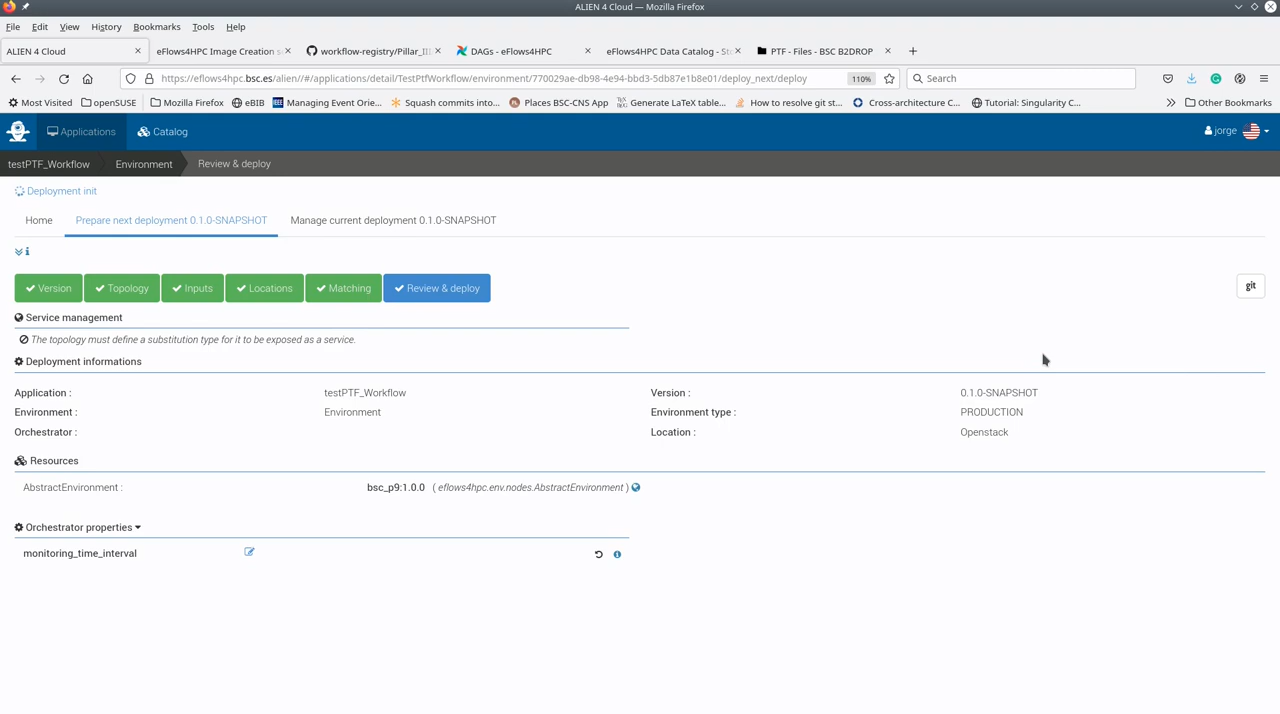 ALIEN 4 Cloud — Mozilla Firefox
File Edit View History Bookmarks Tools Help
ALIEN 4 Cloud eFlows4HPC Image Creation s workflow-registry/Pillar_III DAGs - eFlows4HPC eFlows4HPC Data Catalog - St PTF - Files - BSC B2DROP
https://eflows4hpc.bsc.es/alien/#/applications/detail/TestPtfWorkflow/environment/770029ae-db98-4e94-bbd3-5db87e1b8e01/deploy_next/deploy 110% Search
Most Visited openSUSE Mozilla Firefox eBIB Managing Event Orie... Squash commits into... Places BSC-CNS App Generate LaTeX table... How to resolve git st... Cross-architecture C... Tutorial: Singularity C... Other Bookmarks
Applications Catalog jorge
testPTF_Workflow Environment Review & deploy
Deployment init
Home Prepare next deployment 0.1.0-SNAPSHOT Manage current deployment 0.1.0-SNAPSHOT
Version Topology Inputs Locations Matching Review & deploy git
Service management
The topology must define a substitution type for it to be exposed as a service.
Deployment informations
Application : testPTF_Workflow Version : 0.1.0-SNAPSHOT
Environment : Environment Environment type : PRODUCTION
Orchestrator : Location : Openstack
Resources
AbstractEnvironment : bsc_p9:1.0.0 ( eflows4hpc.env.nodes.AbstractEnvironment )
Orchestrator properties
monitoring_time_interval